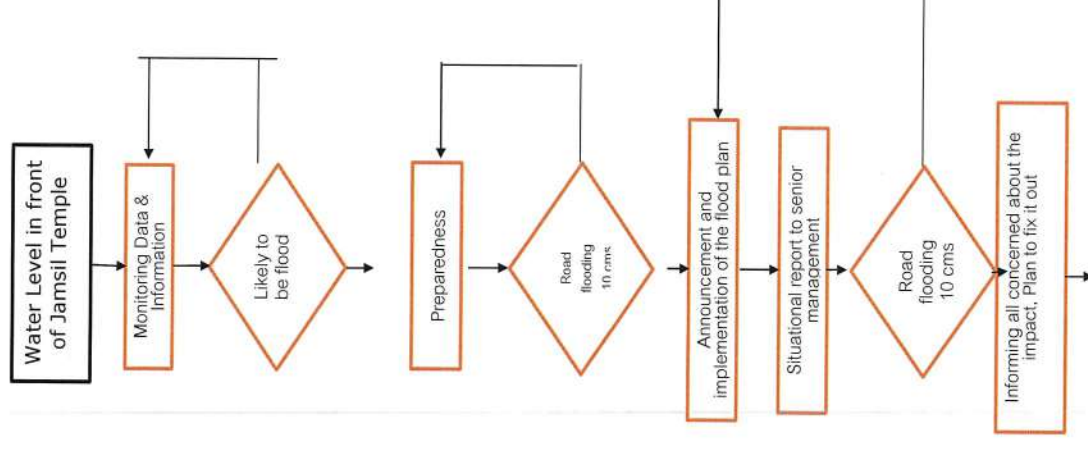 Water Level in front
of Jamsil Temple
Monitoring Data &
Information
Likely to
be flood
Preparedness
Road
flooding
10 cms
Announcement and
implementation of the flood plan
Situational report to senior
management
Road
flooding
10 cms
Informing all concerned about the
impact, Plan to fix it out